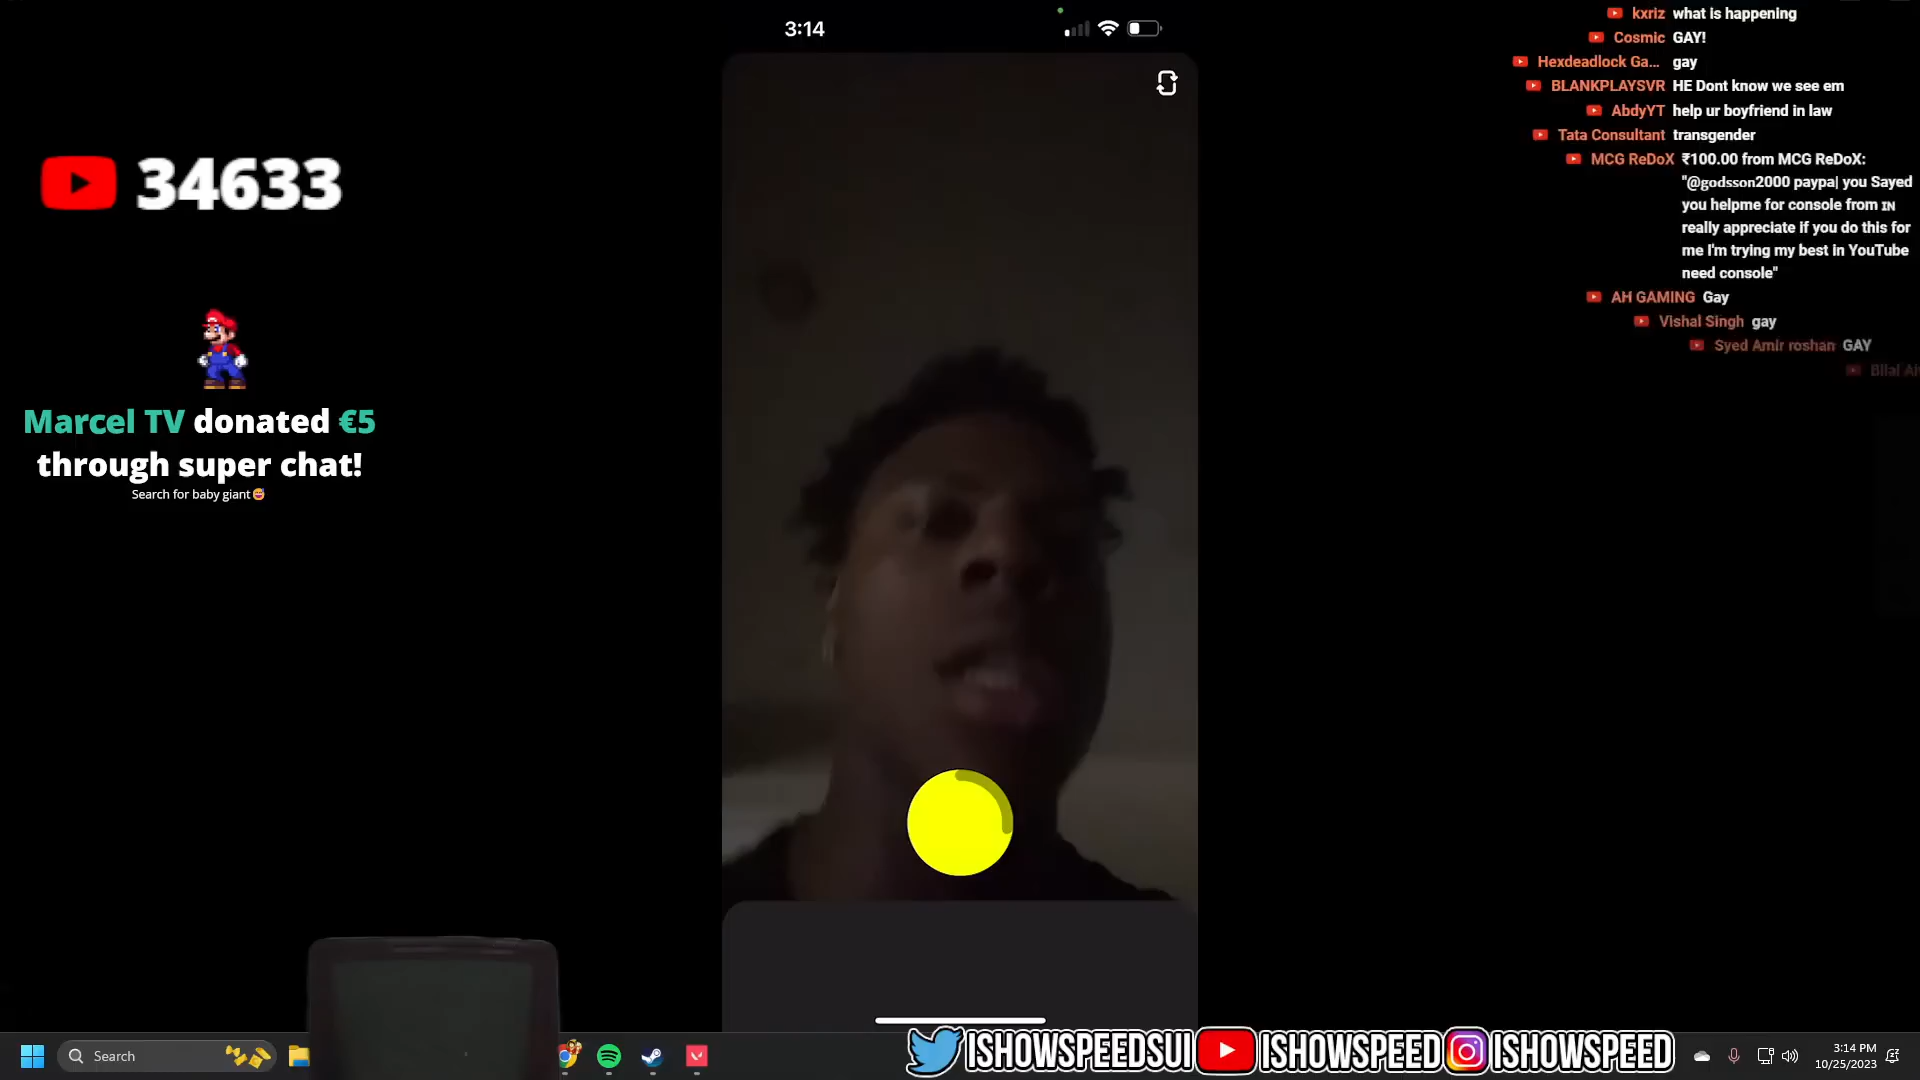 3:14
34633
Marcel TV donated €5
through super chat!
Search for baby giant😅
kxriz what is happening
Cosmic GAY!
Hexdeadlock Ga... gay
BLANKPLAYSVR HE Dont know we see em
AbdyYT help ur boyfriend in law
Tata Consultant transgender
MCG ReDoX ₹100.00 from MCG ReDoX:
"@godsson2000 paypa| you Sayed
you helpme for console from ɪɴ
really appreciate if you do this for
me I'm trying my best in YouTube
need console"
AH GAMING Gay
Vishal Singh gay
Syed Amir roshan GAY
Search
ISHOWSPEEDSUI ISHOWSPEED ISHOWSPEED
3:14 PM
10/25/2023